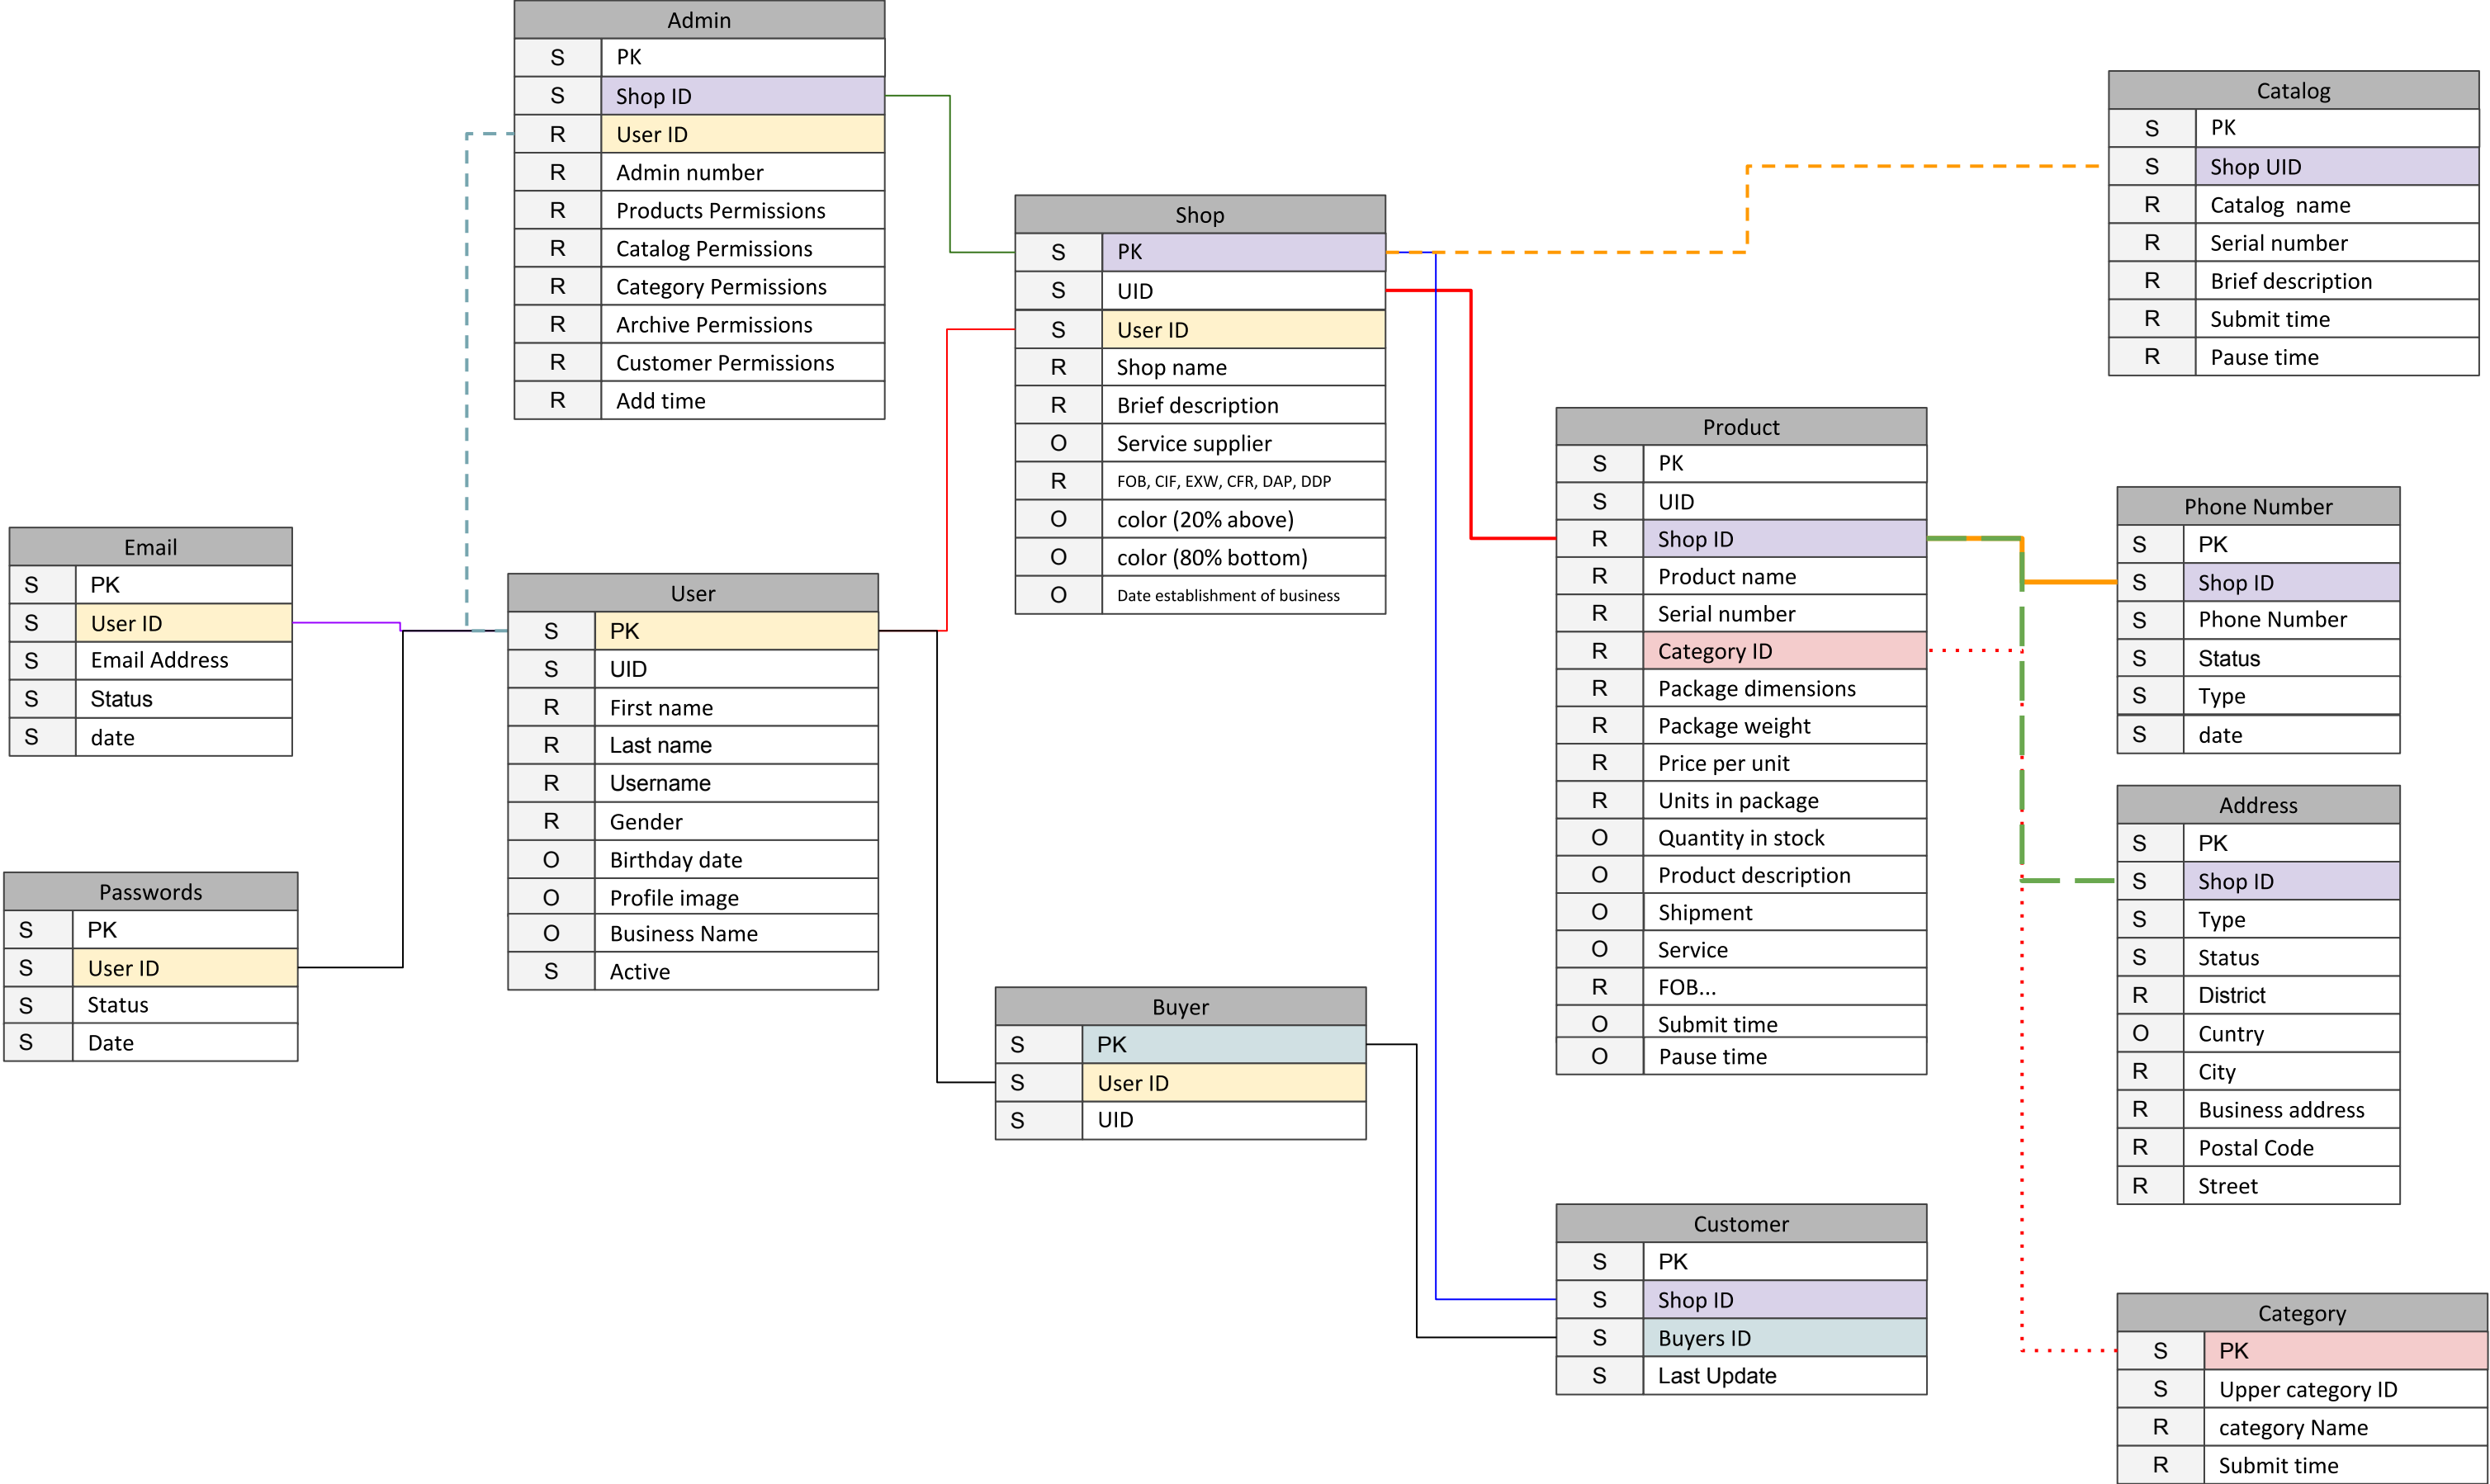 Admin
S PK
S Shop ID
R User ID
R Admin number
R Products Permissions
R Catalog Permissions
R Category Permissions
R Archive Permissions
R Customer Permissions
R Add time
Catalog
S PK
S Shop UID
R Catalog name
R Serial number
R Brief description
R Submit time
R Pause time
Shop
S PK
S UID
S User ID
R Shop name
R Brief description
O Service supplier
R FOB, CIF, EXW, CFR, DAP, DDP
O color (20% above)
O color (80% bottom)
O Date establishment of business
Product
S PK
S UID
R Shop ID
R Product name
R Serial number
R Category ID
R Package dimensions
R Package weight
R Price per unit
R Units in package
O Quantity in stock
O Product description
O Shipment
O Service
R FOB...
O Submit time
O Pause time
Phone Number
S PK
S Shop ID
S Phone Number
S Status
S Type
S date
Email
S PK
S User ID
S Email Address
S Status
S date
User
S PK
S UID
R First name
R Last name
R Username
R Gender
O Birthday date
O Profile image
O Business Name
S Active
Address
S PK
S Shop ID
S Type
S Status
R District
O Cuntry
R City
R Business address
R Postal Code
R Street
Passwords
S PK
S User ID
S Status
S Date
Buyer
S PK
S User ID
S UID
Customer
S PK
S Shop ID
S Buyers ID
S Last Update
Category
S PK
S Upper category ID
R category Name
R Submit time